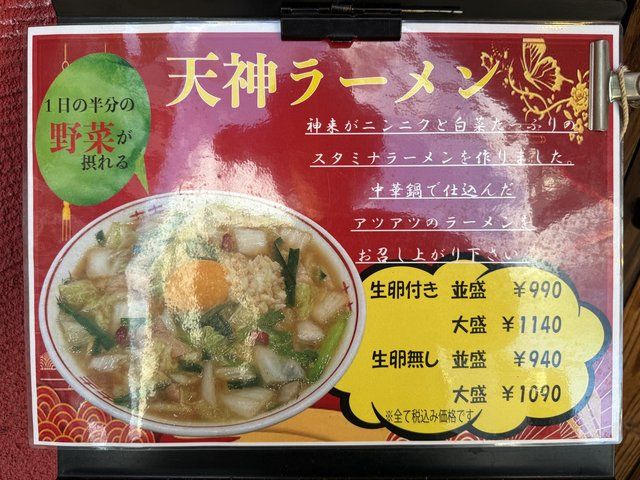 天神ラーメン
1日の半分の
野菜が
摂れる
神来がニンニクと白菜たっぷりの
スタミナラーメンを作りました。
中華鍋で仕込んだ
アツアツのラーメンを
お召し上がり下さい
生卵付き 並盛 ¥990
大盛 ¥1140
生卵無し 並盛 ¥940
大盛 ¥1090
※全て税込み価格です